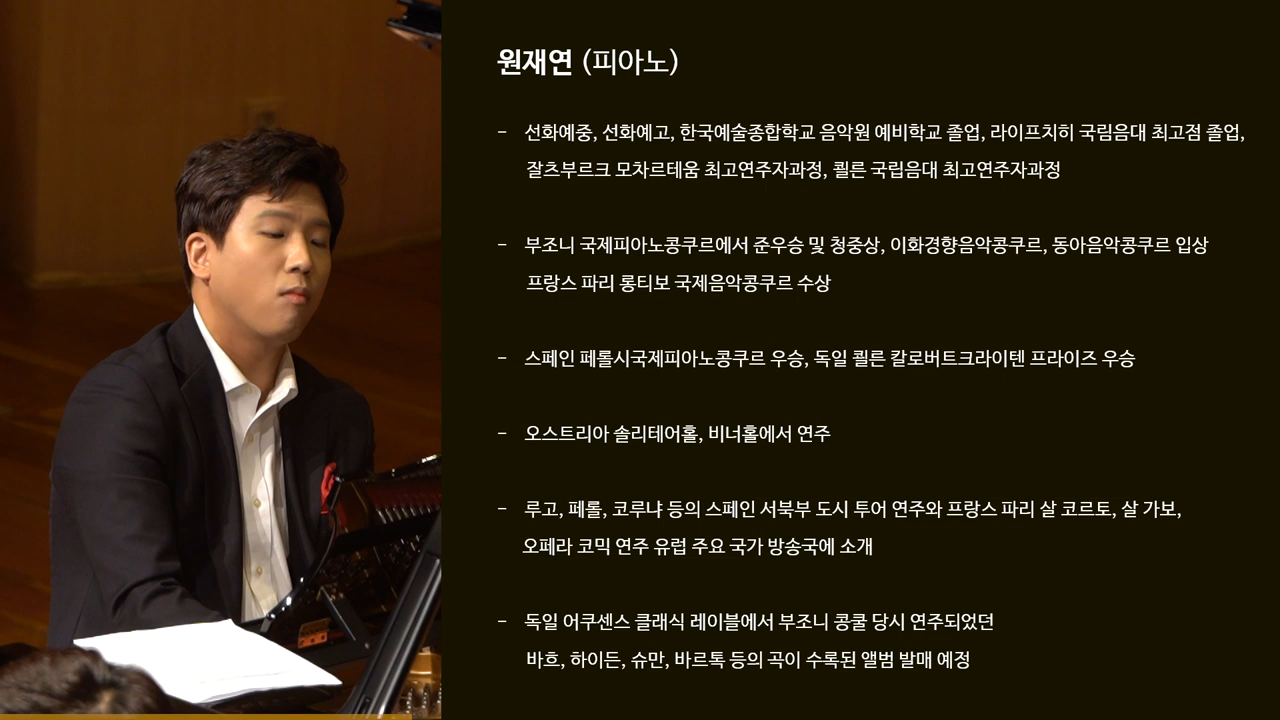 원재연 (피아노)
- 선화예중, 선화예고, 한국예술종합학교 음악원 예비학교 졸업, 라이프치히 국림음대 최고점 졸업,
잘츠부르크 모차르테움 최고연주자과정, 쾰른 국립음대 최고연주자과정
- 부조니 국제피아노콩쿠르에서 준우승 및 청중상, 이화경향음악콩쿠르, 동아음악콩쿠르 입상
프랑스 파리 롱티보 국제음악콩쿠르 수상
- 스페인 페롤시국제피아노콩쿠르 우승, 독일 쾰른 칼로버트크라이텐 프라이즈 우승
- 오스트리아 솔리테어홀, 비너홀에서 연주
- 루고, 페롤, 코루냐 등의 스페인 서북부 도시 투어 연주와 프랑스 파리 살 코르토, 살 가보,
오페라 코믹 연주 유럽 주요 국가 방송국에 소개
- 독일 어쿠센스 클래식 레이블에서 부조니 콩쿨 당시 연주되었던
바흐, 하이든, 슈만, 바르톡 등의 곡이 수록된 앨범 발매 예정